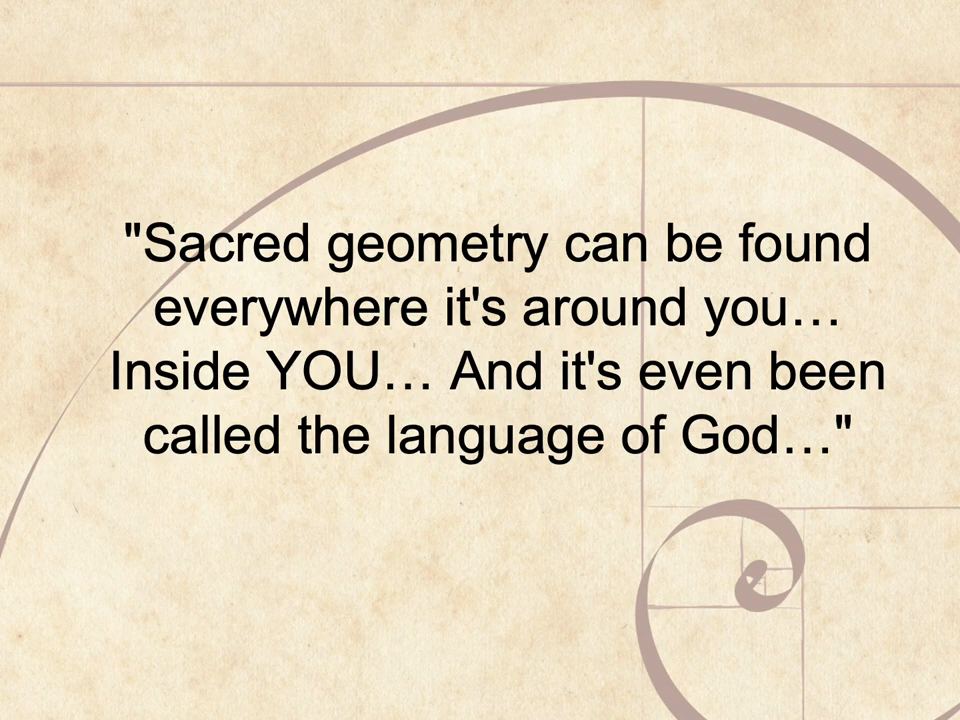 "Sacred geometry can be found
everywhere it's around you…
Inside YOU… And it's even been
called the language of God…"